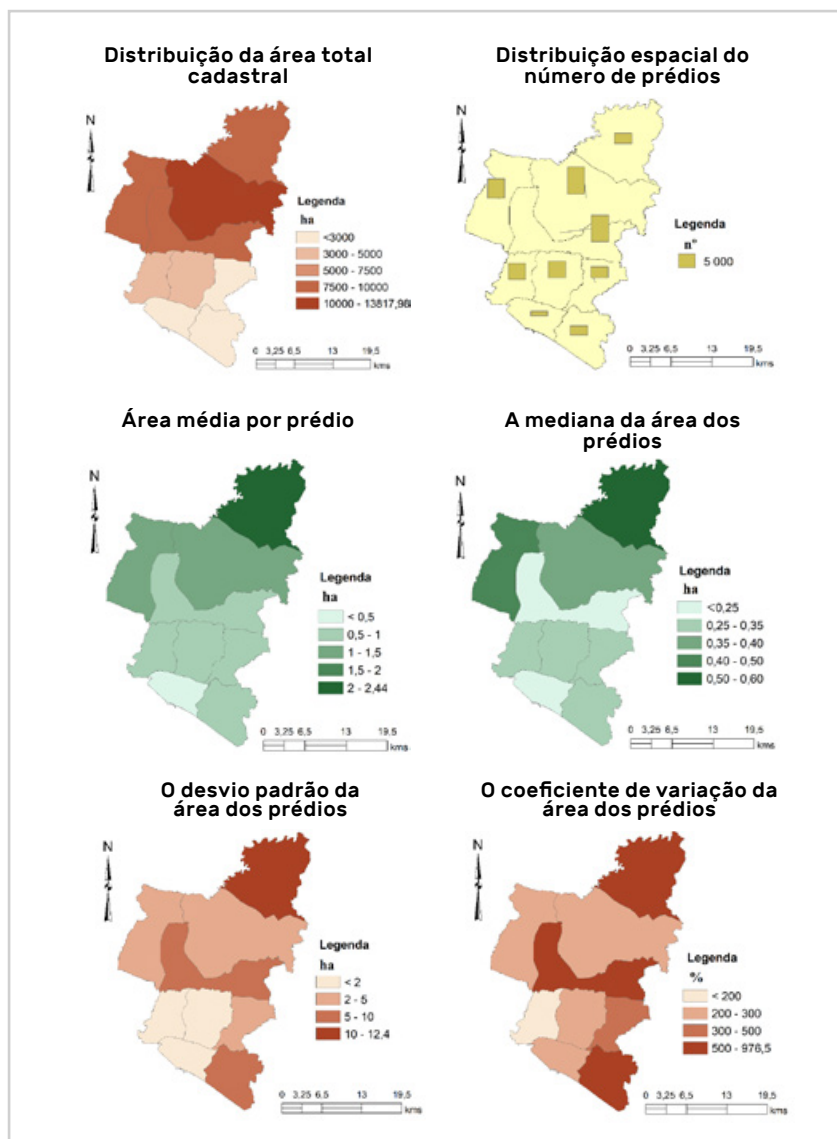 Distribuição da área total
cadastral
N
Legenda
ha
<3000
3000 - 5000
5000 - 7500
7500 - 10000
10000 - 13817,98
0 3,25 6,5 13 19,5
kms
Distribuição espacial do
número de prédios
N
Legenda
nº
5 000
0 3,25 6,5 13 19,5
kms
Área média por prédio
N
Legenda
ha
< 0,5
0,5 - 1
1 - 1,5
1,5 - 2
2 - 2,44
0 3,25 6,5 13 19,5
kms
A mediana da área dos
prédios
N
Legenda
ha
<0,25
0,25 - 0,35
0,35 - 0,40
0,40 - 0,50
0,50 - 0,60
0 3,25 6,5 13 19,5
kms
O desvio padrão da
área dos prédios
N
Legenda
ha
< 2
2 - 5
5 - 10
10 - 12,4
0 3,25 6,5 13 19,5
kms
O coeficiente de variação da
área dos prédios
N
Legenda
%
< 200
200 - 300
300 - 500
500 - 976,5
0 3,25 6,5 13 19,5
kms